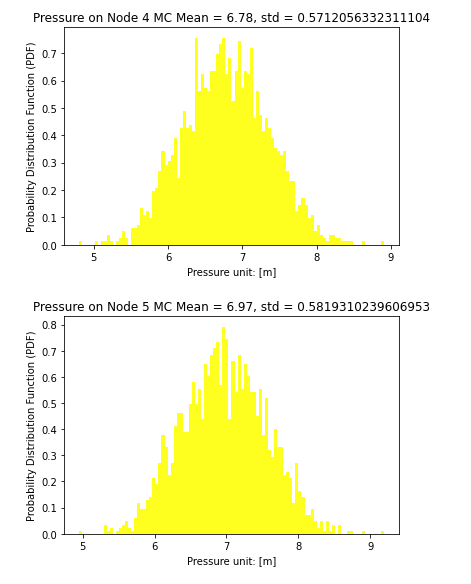 Pressure on Node 4 MC Mean = 6.78, std = 0.5712056332311104
Probability Distribution Function (PDF)
0.7
0.6
0.5
0.4
0.3
0.2
0.1
0.0
5 6 7 8 9
Pressure unit: [m]
Pressure on Node 5 MC Mean = 6.97, std = 0.5819310239606953
Probability Distribution Function (PDF)
0.8
0.7
0.6
0.5
0.4
0.3
0.2
0.1
0.0
5 6 7 8 9
Pressure unit: [m]